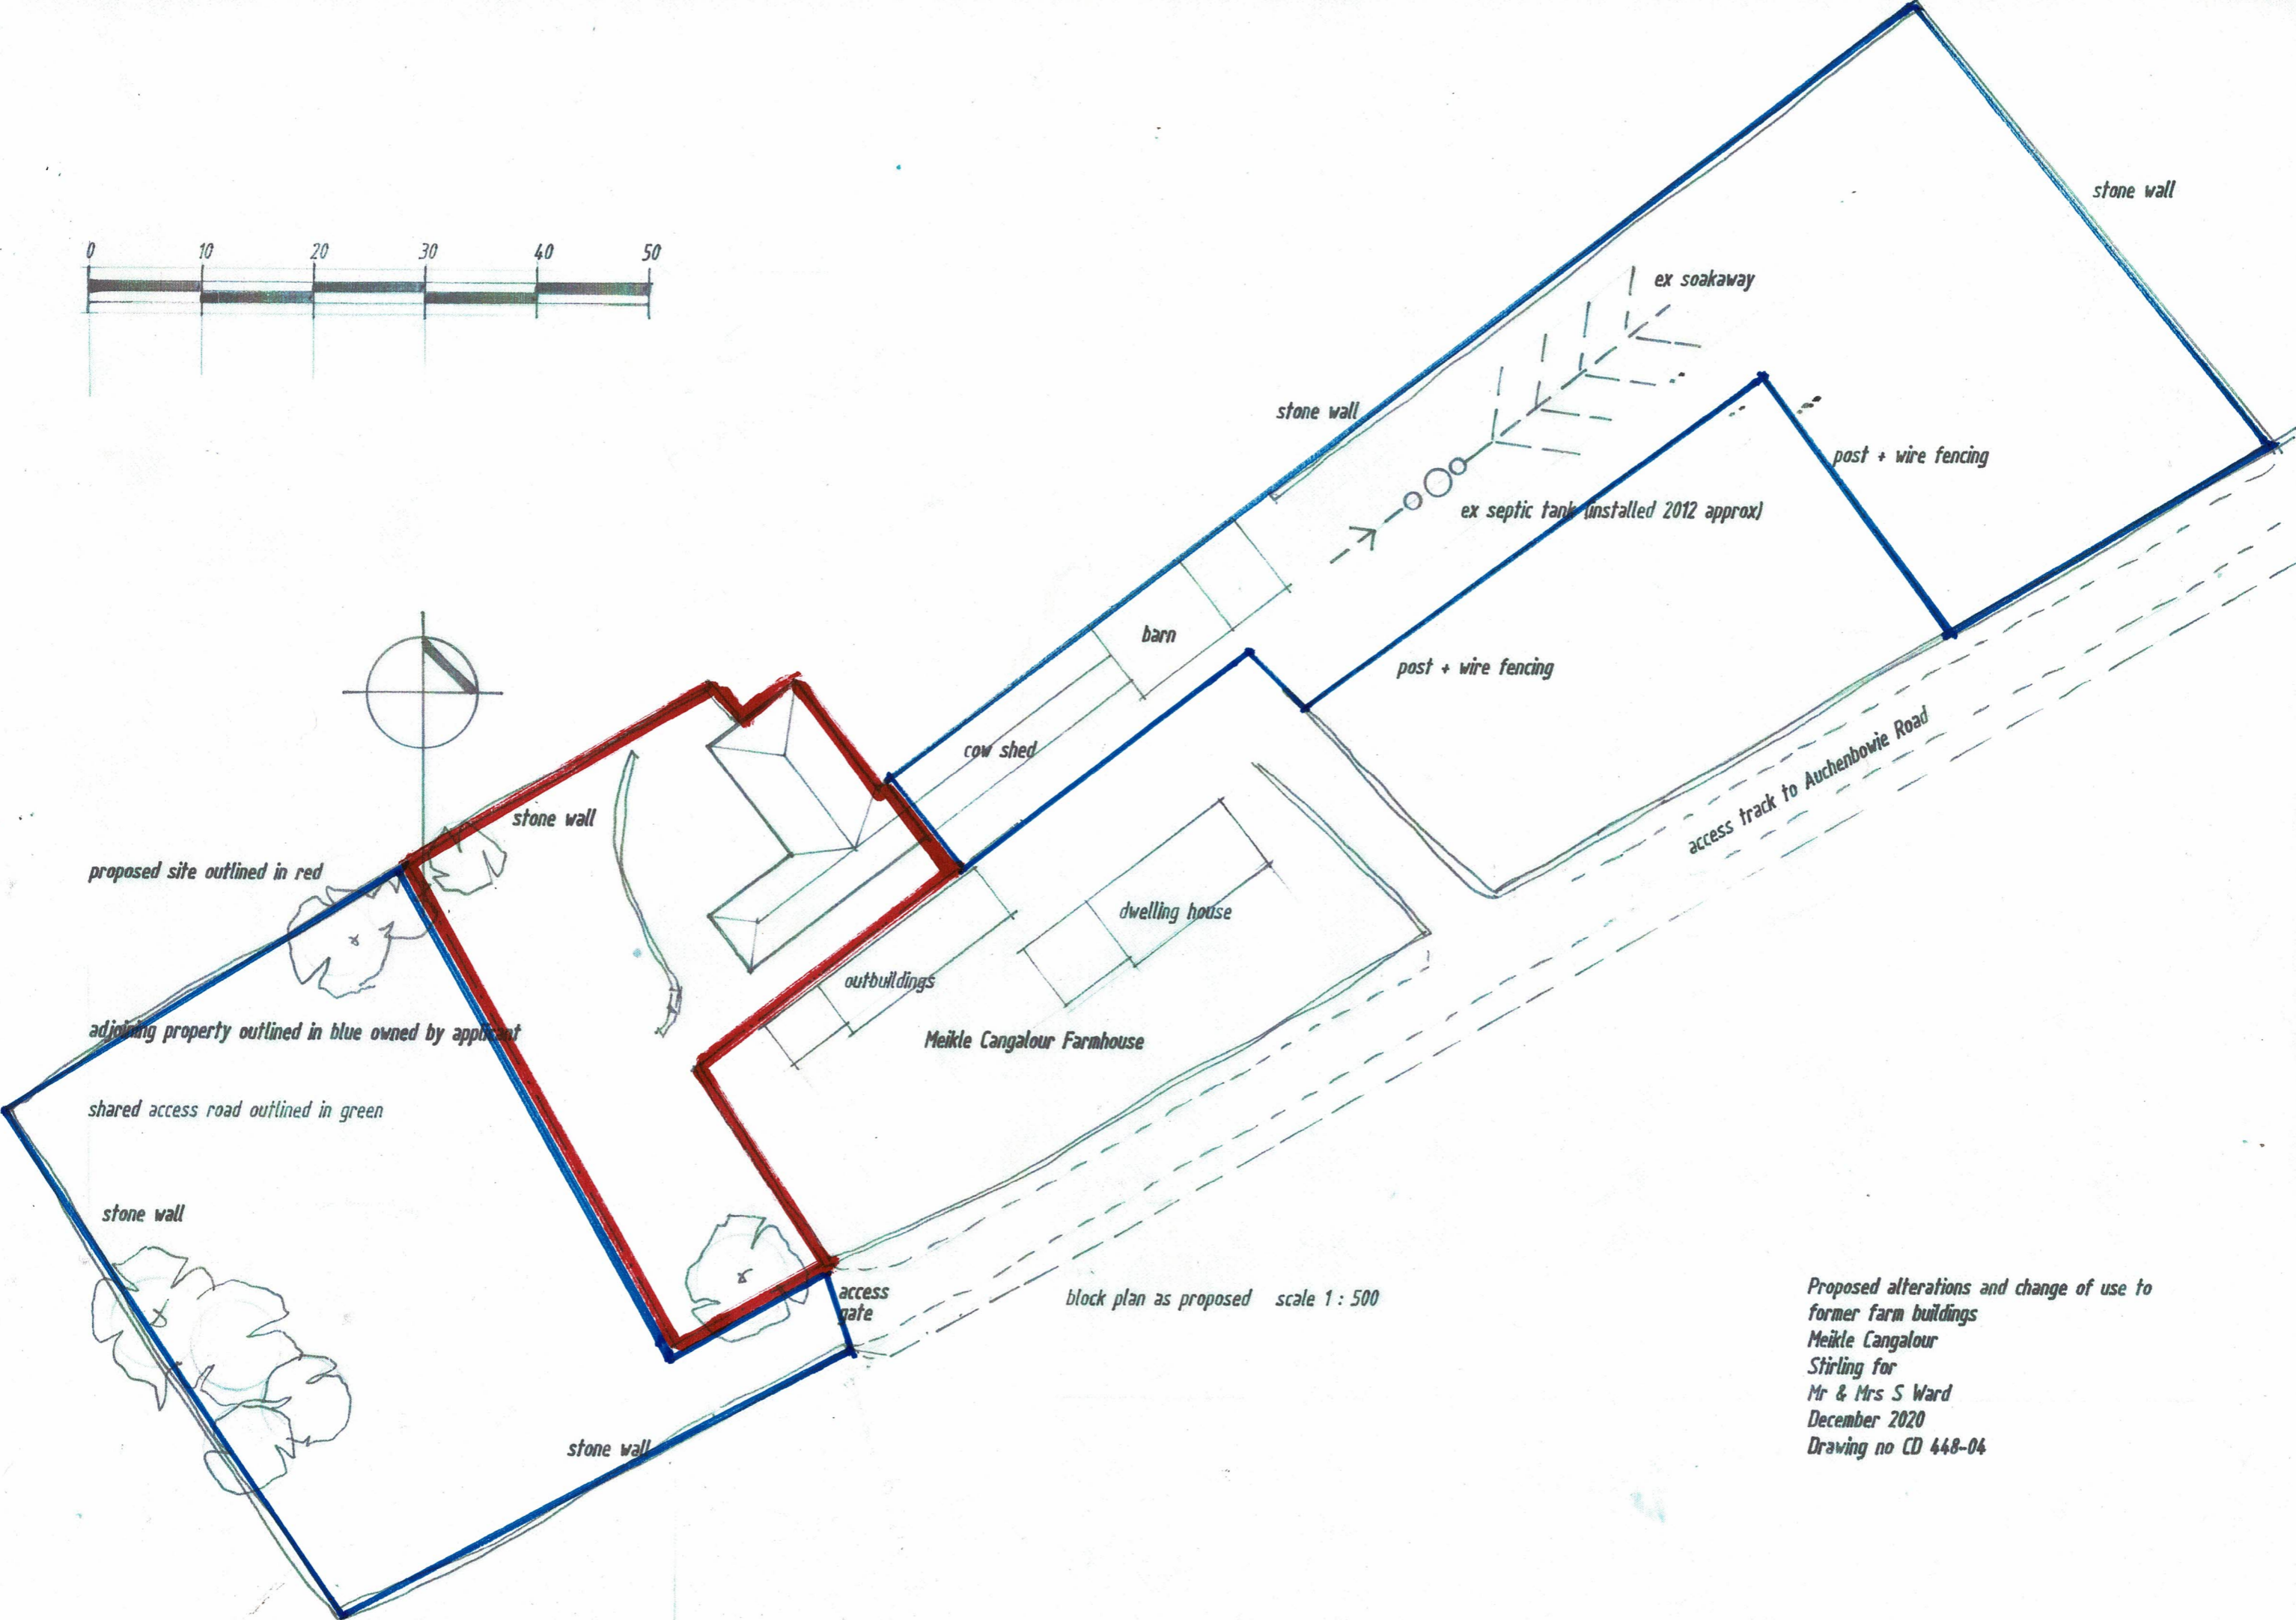 0 10 20 30 40 50
stone wall
ex soakaway
stone wall
post + wire fencing
ex septic tank (installed 2012 approx)
barn
post + wire fencing
cow shed
access track to Auchenbowie Road
stone wall
proposed site outlined in red
dwelling house
outbuildings
adjoining property outlined in blue owned by applicant
Meikle Cangalour Farmhouse
shared access road outlined in green
stone wall
access
gate
block plan as proposed scale 1 : 500
stone wall
Proposed alterations and change of use to
former farm buildings
Meikle Cangalour
Stirling for
Mr & Mrs S Ward
December 2020
Drawing no CD 448-04